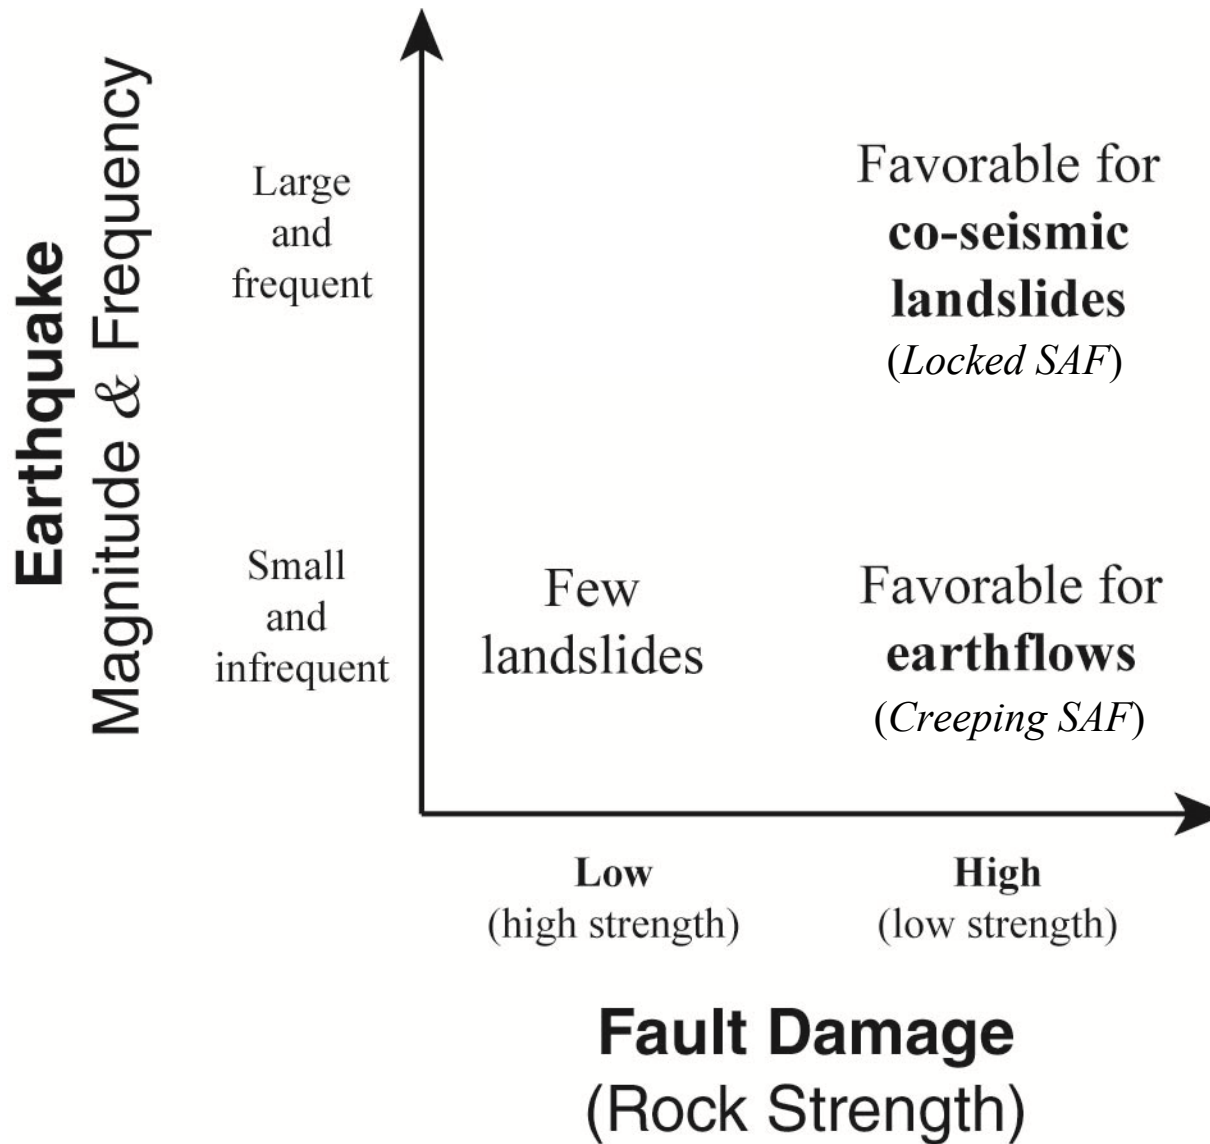 Earthquake
Magnitude & Frequency
Large
and
frequent
Favorable for
co-seismic
landslides
(Locked SAF)
Small
and
infrequent
Few
landslides
Favorable for
earthflows
(Creeping SAF)
Low
(high strength)
High
(low strength)
Fault Damage
(Rock Strength)